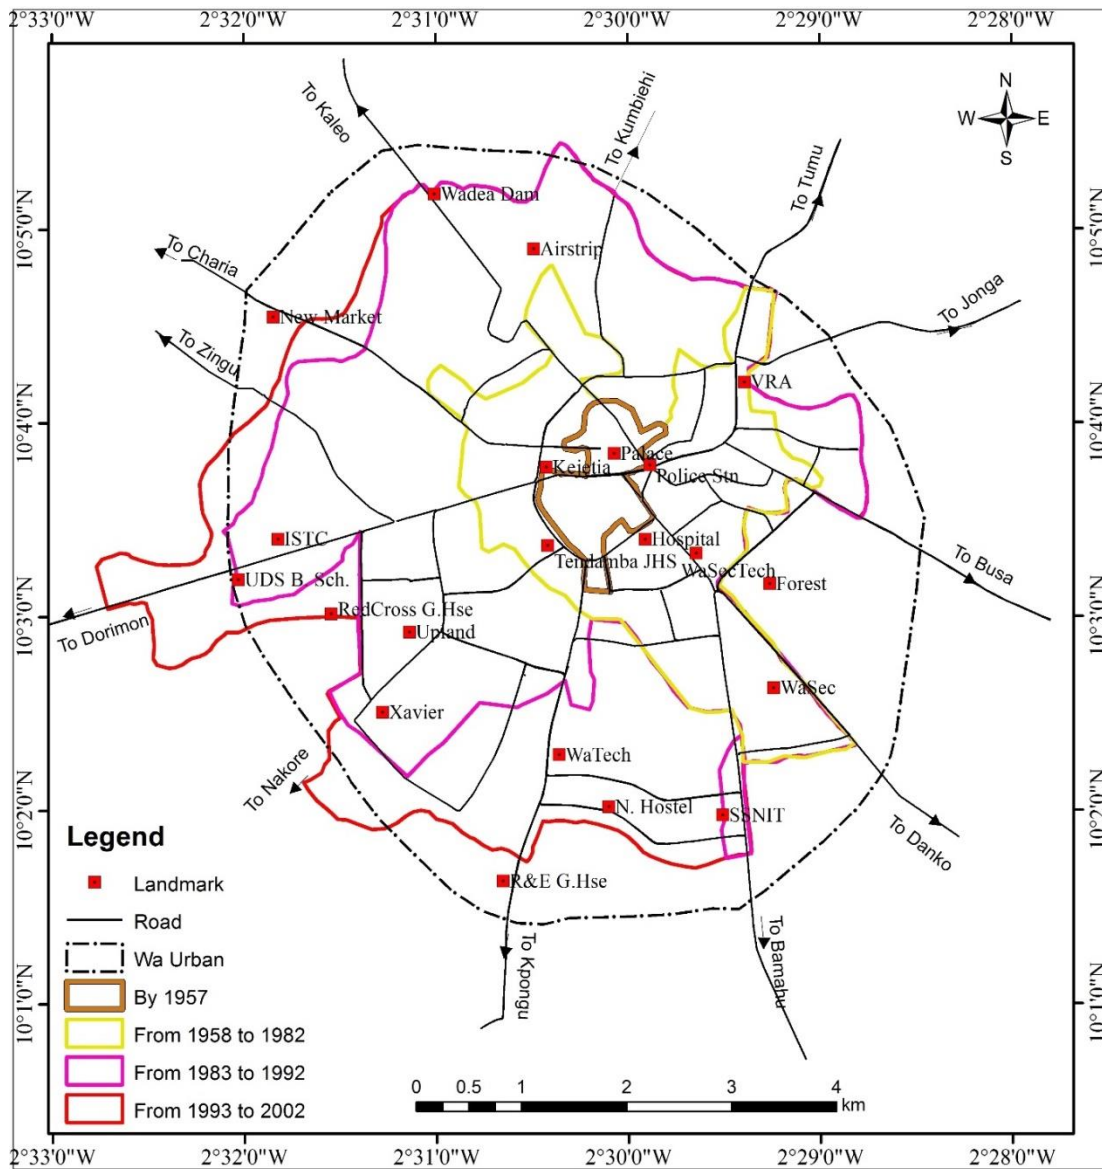 2°33'0"W 2°32'0"W 2°31'0"W 2°30'0"W 2°29'0"W 2°28'0"W
N
W E
S
To Kaleo
To Kumbiehi
To Tumu
Wadea Dam
10°5'0"N 10°5'0"N
Airstrip
To Charia
To Jonga
New Market
To Zingu
VRA
10°4'0"N 10°4'0"N
Palace
Kejetia
Police Stn
ISTC
Hospital
Tendamba JHS
WaSecTech
To Busa
UDS B. Sch.
Forest
RedCross G.Hse
10°3'0"N 10°3'0"N
To Dorimon
Upland
WaSec
Xavier
WaTech
To Nakore
N. Hostel
SSNIT
10°2'0"N 10°2'0"N
To Danko
R&E G.Hse
To Kpongu
To Bamahu
10°1'0"N 10°1'0"N
Legend
Landmark
Road
Wa Urban
By 1957
From 1958 to 1982
From 1983 to 1992
From 1993 to 2002
0 0.5 1 2 3 4
km
2°33'0"W 2°32'0"W 2°31'0"W 2°30'0"W 2°29'0"W 2°28'0"W